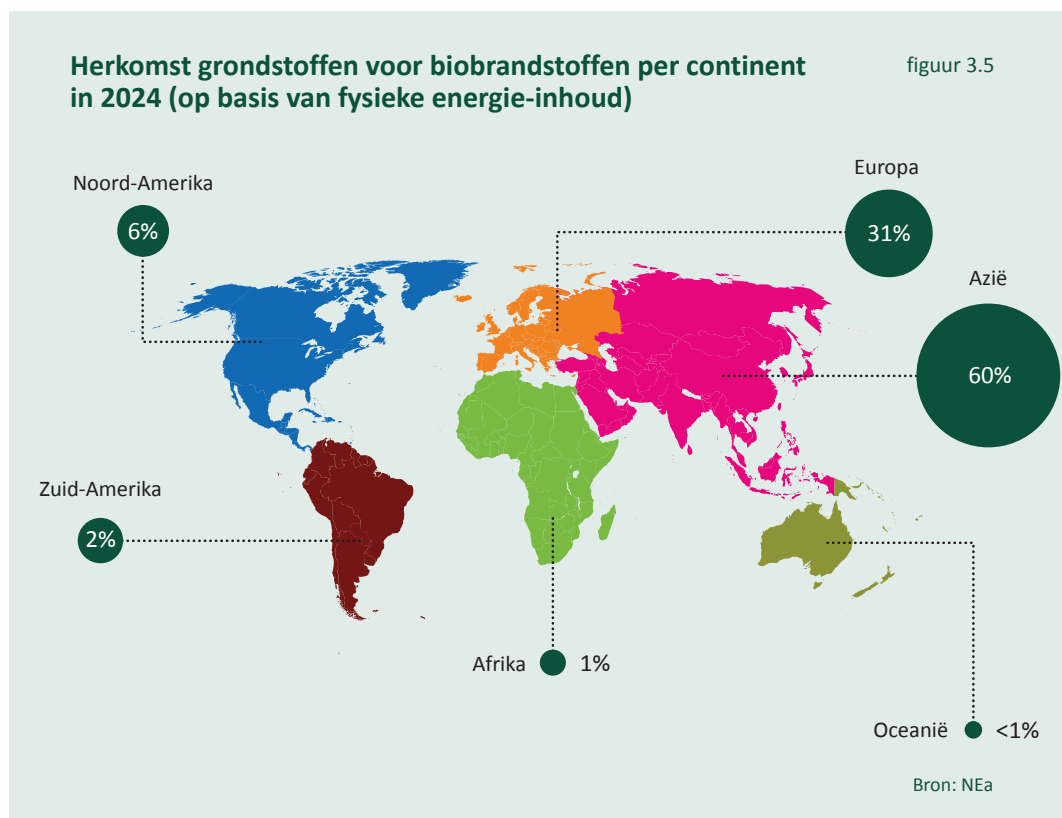 Herkomst grondstoffen voor biobrandstoffen per continent
in 2024 (op basis van fysieke energie-inhoud)
figuur 3.5
Noord-Amerika
6%
Europa
31%
Azië
60%
Zuid-Amerika
2%
Afrika
1%
Oceanië
<1%
Bron: NEa